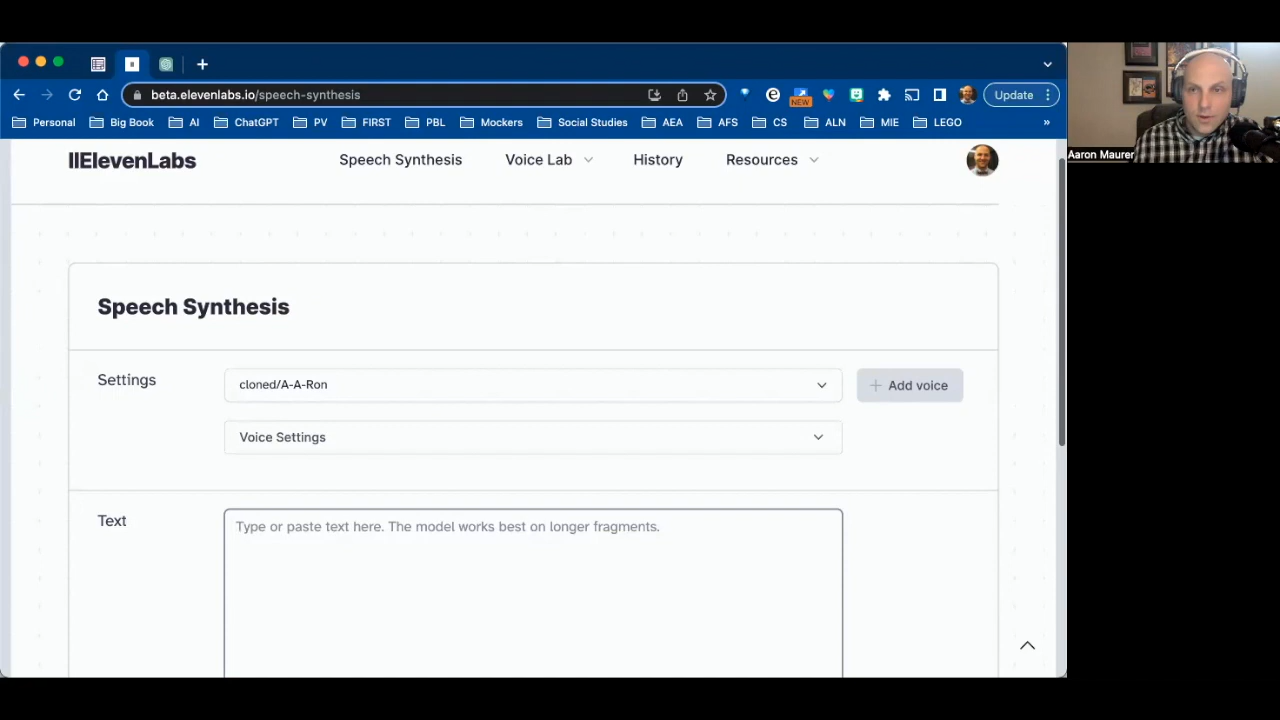 beta.elevenlabs.io/speech-synthesis
NEW
Update
Personal
Big Book
AI
ChatGPT
PV
FIRST
PBL
Mockers
Social Studies
AEA
AFS
CS
ALN
MIE
LEGO
»
Aaron Maurer
IIElevenLabs
Speech Synthesis
Voice Lab
History
Resources
Speech Synthesis
Settings
cloned/A-A-Ron
+ Add voice
Voice Settings
Text
Type or paste text here. The model works best on longer fragments.